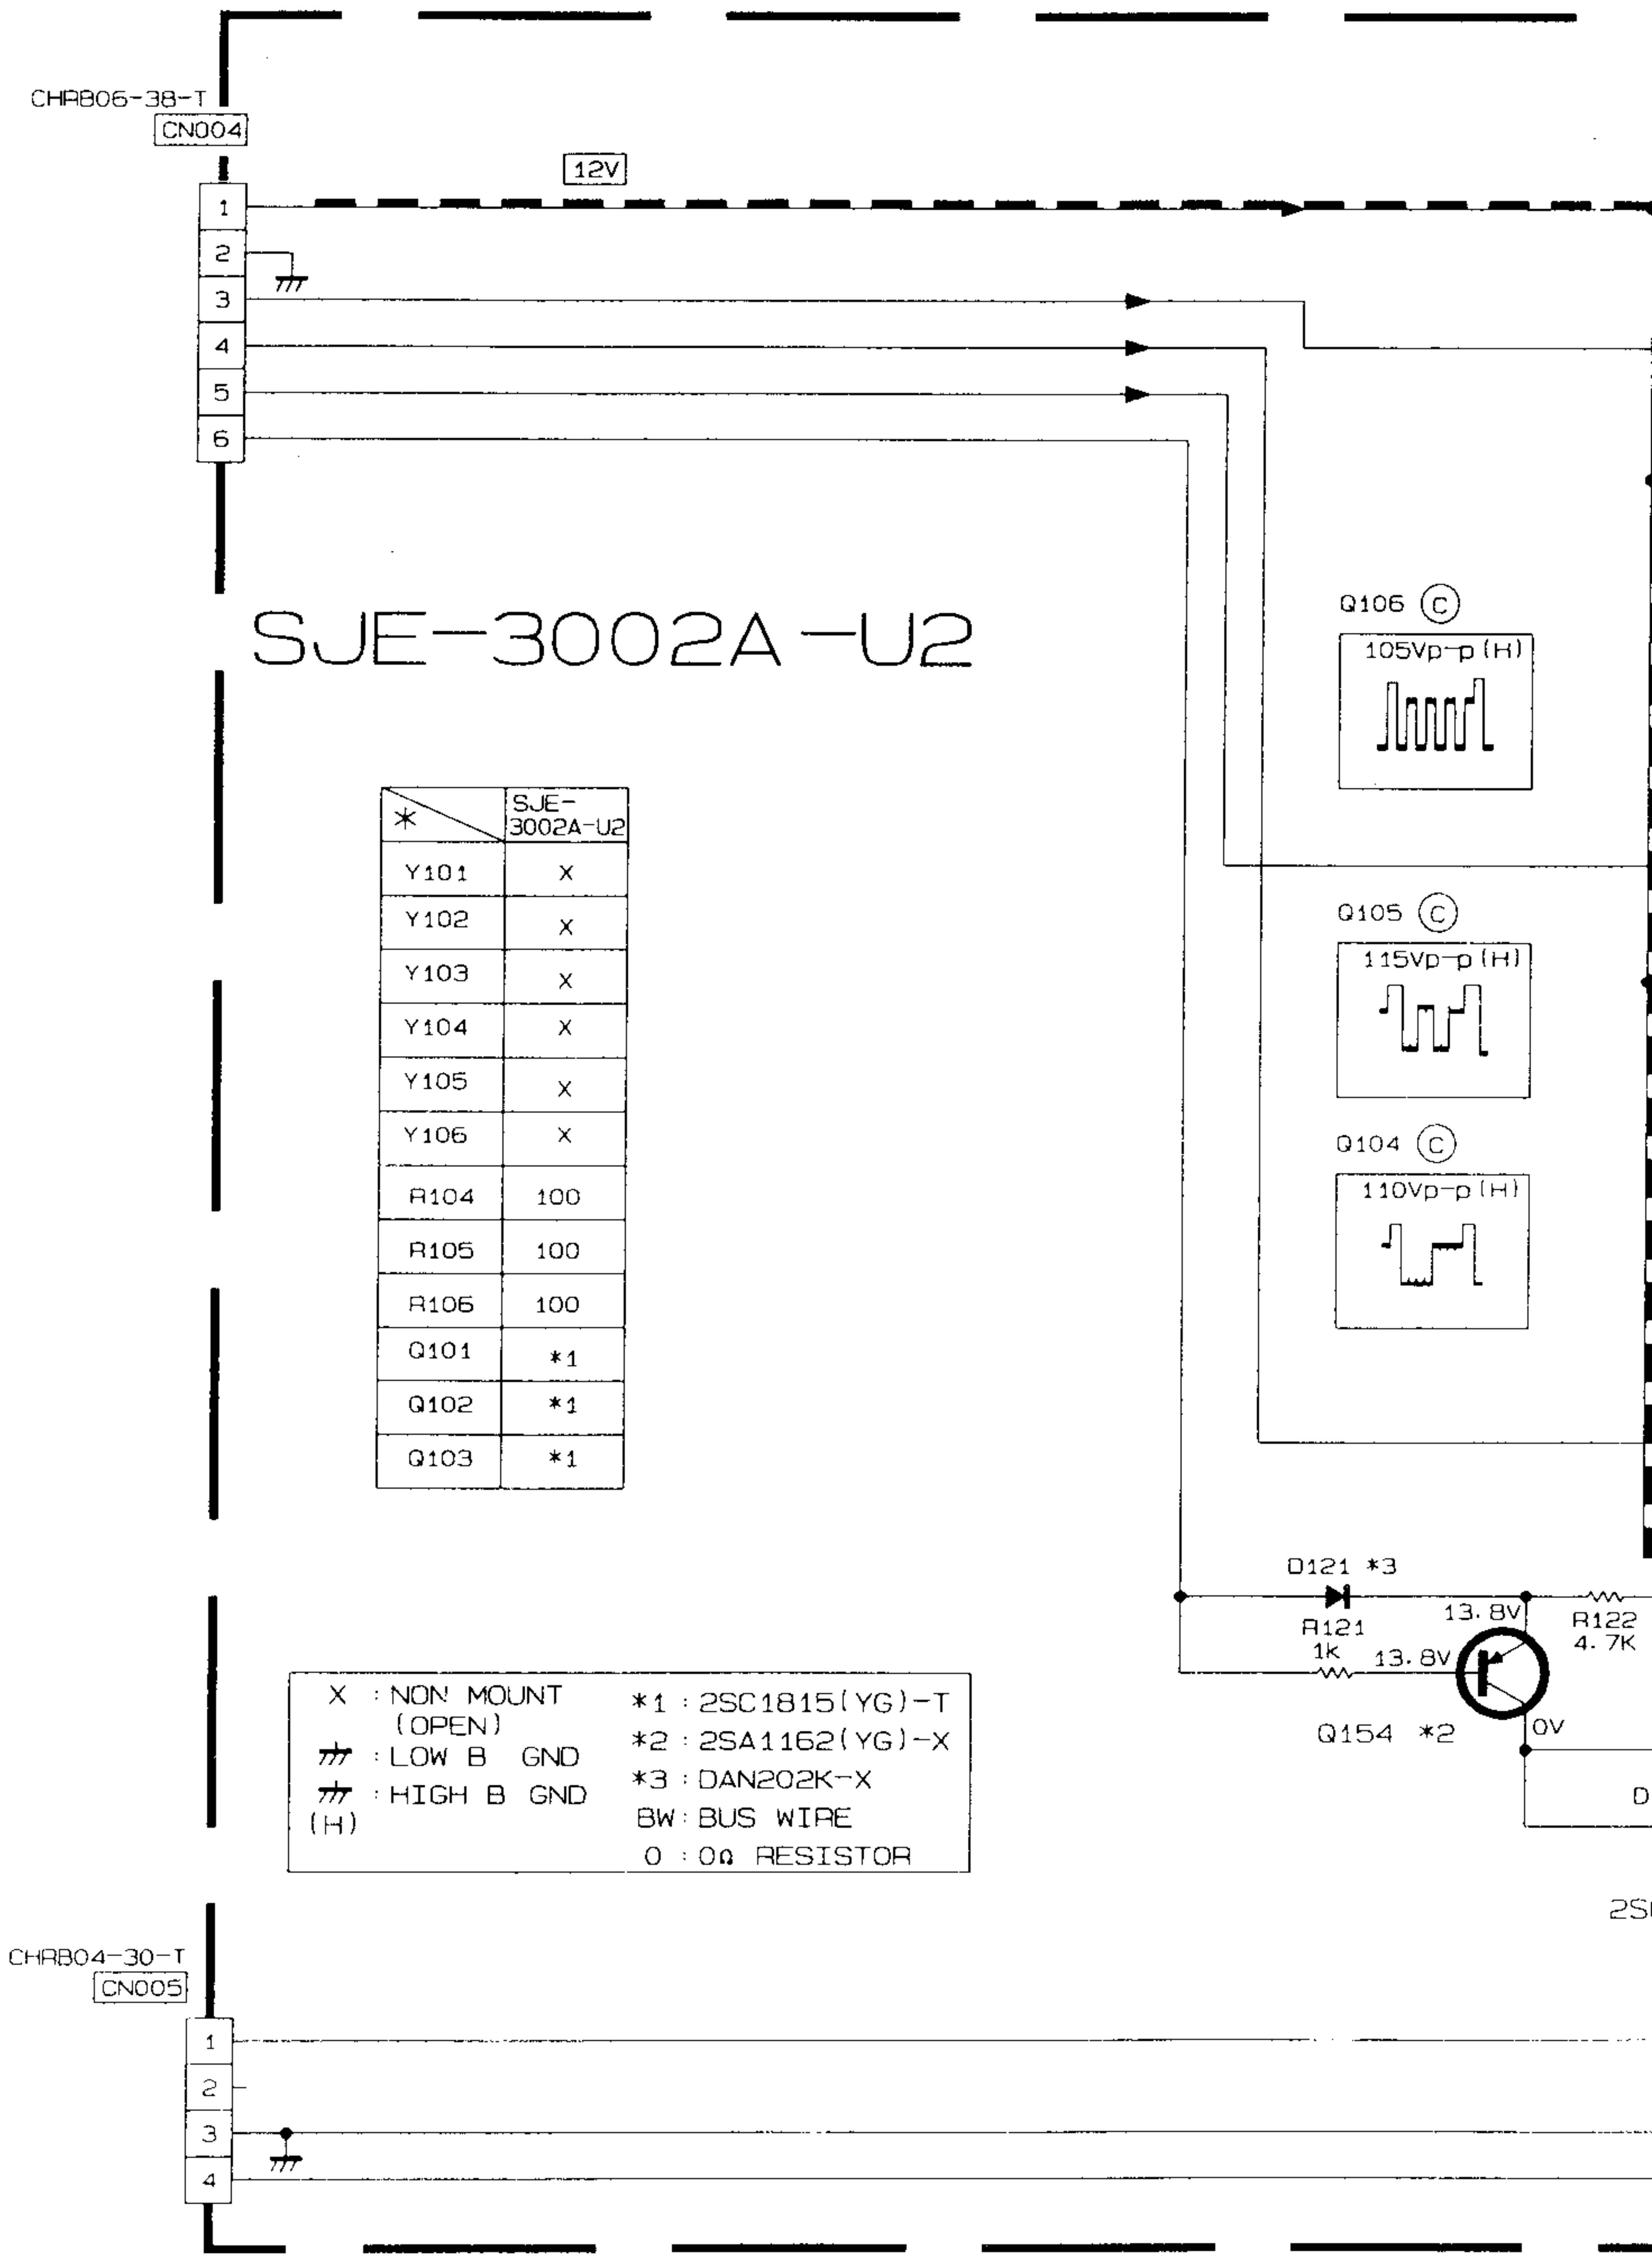 CHRB06-38-T
CN004
12V
1
2
3
4
5
6
SJE-3002A-U2
Q106 C
105Vp-p (H)
Q105 C
115Vp-p (H)
Q104 C
110Vp-p (H)
* SJE-
3002A-U2
Y101 X
Y102 X
Y103 X
Y104 X
Y105 X
Y106 X
R104 100
R105 100
R106 100
Q101 *1
Q102 *1
Q103 *1
D121 *3
R121
1K
13.8V
13.8V
R122
4.7K
Q154 *2
0V
D
X : NON MOUNT
(OPEN)
: LOW B GND
: HIGH B GND
(H)
*1 : 2SC1815(YG)-T
*2 : 2SA1162(YG)-X
*3 : DAN202K-X
BW : BUS WIRE
0 : 0Ω RESISTOR
CHRB04-30-T
CN005
1
2
3
4